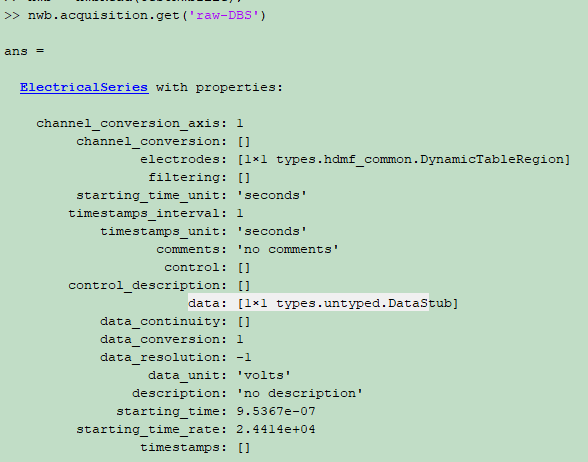 >> nwb.acquisition.get('raw-DBS')
ans =
ElectricalSeries with properties:
channel_conversion_axis: 1
channel_conversion: []
electrodes: [1×1 types.hdmf_common.DynamicTableRegion]
filtering: []
starting_time_unit: 'seconds'
timestamps_interval: 1
timestamps_unit: 'seconds'
comments: 'no comments'
control: []
control_description: []
data: [1×1 types.untyped.DataStub]
data_continuity: []
data_conversion: 1
data_resolution: -1
data_unit: 'volts'
description: 'no description'
starting_time: 9.5367e-07
starting_time_rate: 2.4414e+04
timestamps: []